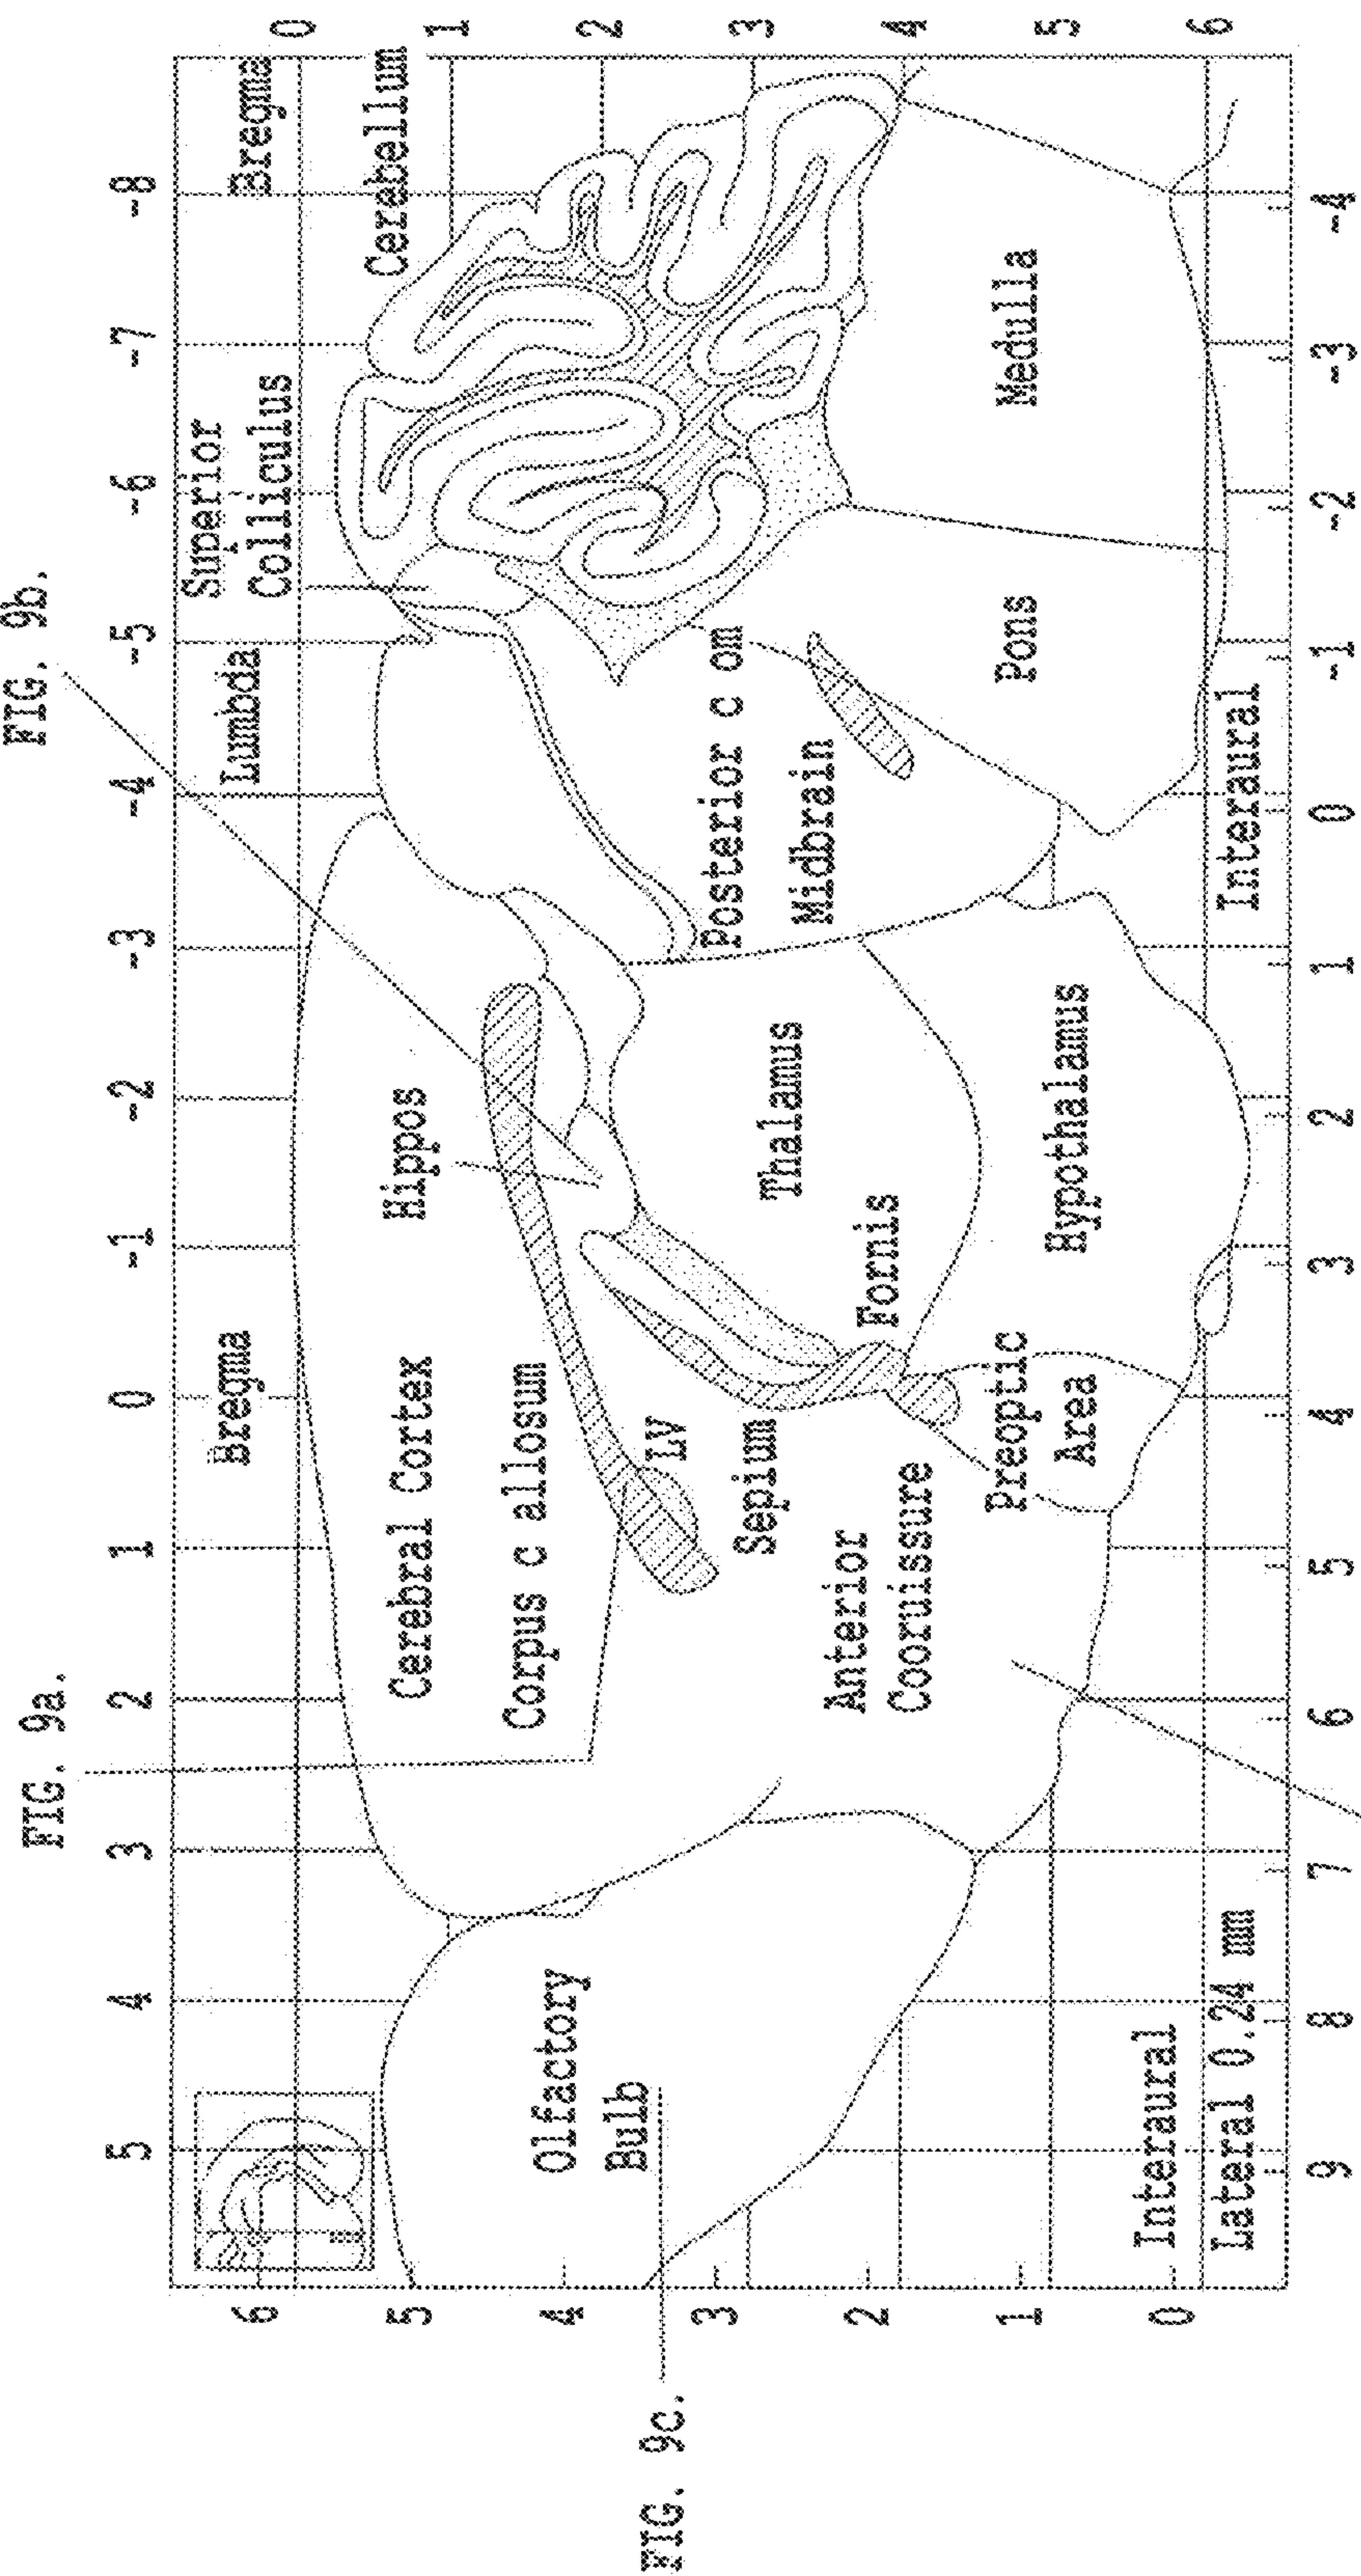 FIG. 9a.
FIG. 9b.
5 4 3 2 1 0 -1 -2 -3 -4 -5 -6 -7 -8
Bregma
Lumbda
Superior
Colliculus
Bregma
Cerabellum
6
5
4
3
2
1
0
0
1
2
3
4
5
6
Cerebral Cortex
Hippos
Corpus c allosum
LV
Olfactory
Bulb
FIG. 9c.
Sepium
Thalamus
Posterior c om
Midbrain
Anterior
Cooruissure
Fornis
Preoptic
Area
Hypothalamus
Pons
Medulla
Interaural
Lateral 0.24 mm
Interaural
9 8 7 6 5 4 3 2 1 0 -1 -2 -3 -4